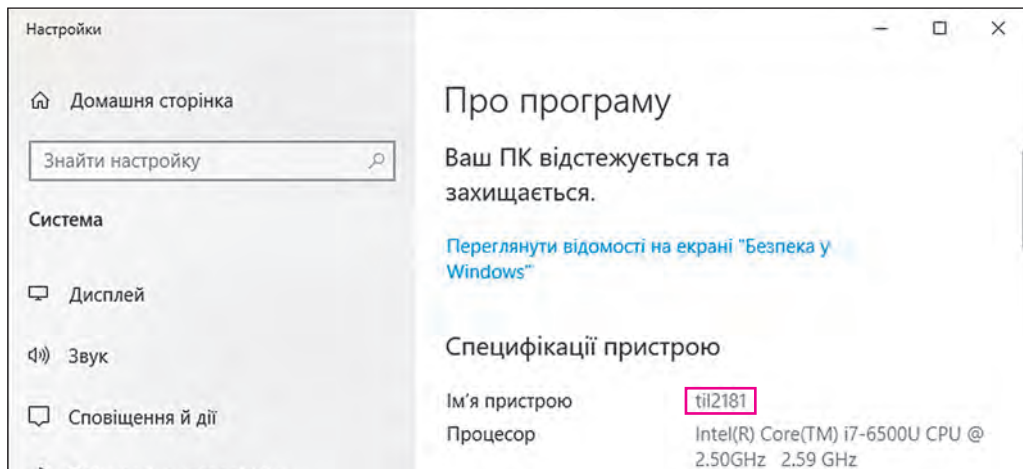 Настройки
Домашня сторінка
Знайти настройку
Система
Дисплей
Звук
Сповіщення й дії
Про програму
Ваш ПК відстежується та
захищається.
Переглянути відомості на екрані "Безпека у
Windows"
Специфікації пристрою
Ім'я пристрою til2181
Процесор Intel(R) Core(TM) i7-6500U CPU @
2.50GHz 2.59 GHz